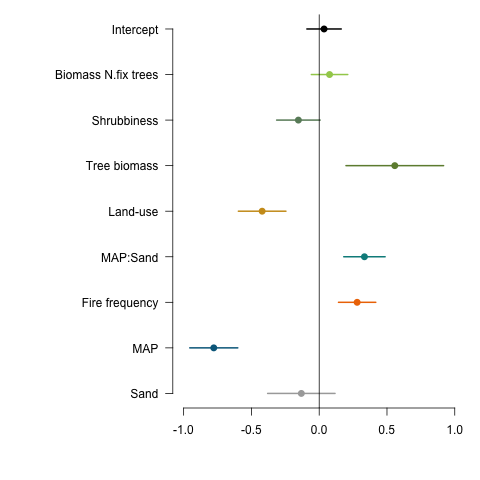 Intercept
Biomass N.fix trees
Shrubbiness
Tree biomass
Land-use
MAP:Sand
Fire frequency
MAP
Sand
-1.0 -0.5 0.0 0.5 1.0